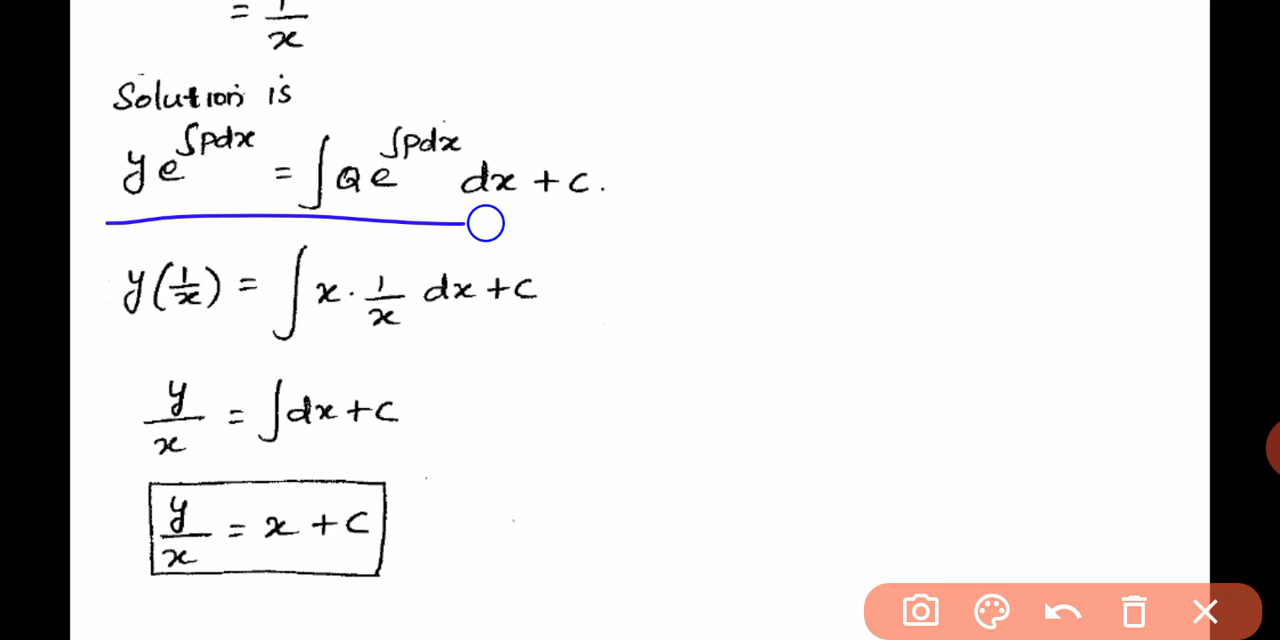 = 1/x
Solution is
y e^∫pdx = ∫ Q e^∫pdx dx + c.
y(1/x) = ∫ x · 1/x dx + c
y/x = ∫dx + c
y/x = x + c